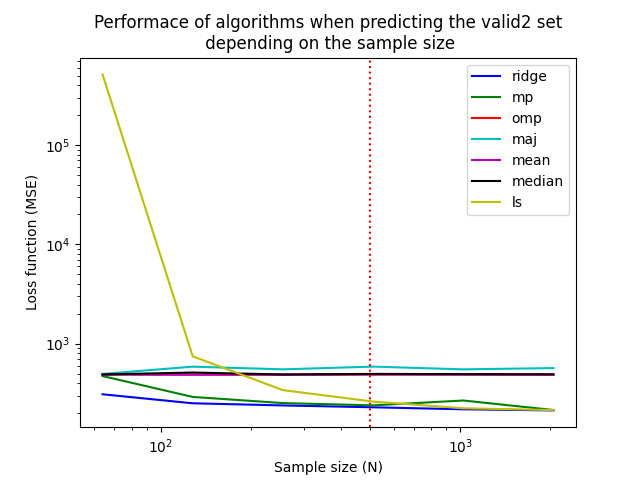 Performace of algorithms when predicting the valid2 set
depending on the sample size
Loss function (MSE)
10^5
10^4
10^3
ridge
mp
omp
maj
mean
median
ls
10^2
10^3
Sample size (N)